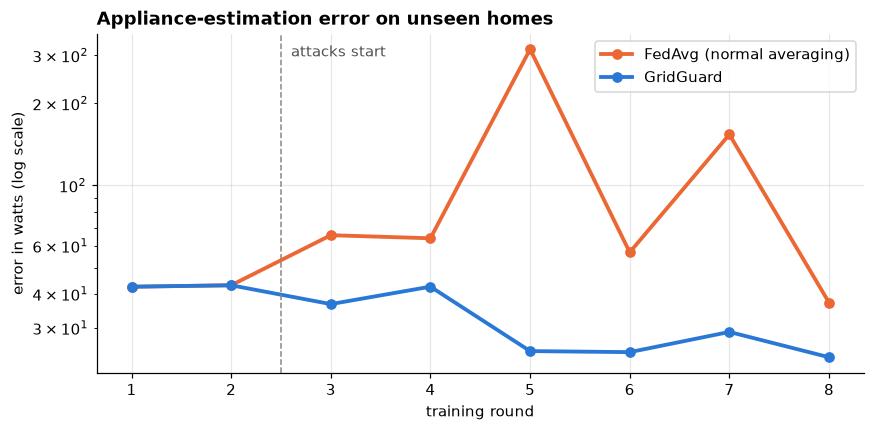 Appliance-estimation error on unseen homes
attacks start
FedAvg (normal averaging)
GridGuard
error in watts (log scale)
3 × 10²
2 × 10²
10²
6 × 10¹
4 × 10¹
3 × 10¹
1 2 3 4 5 6 7 8
training round